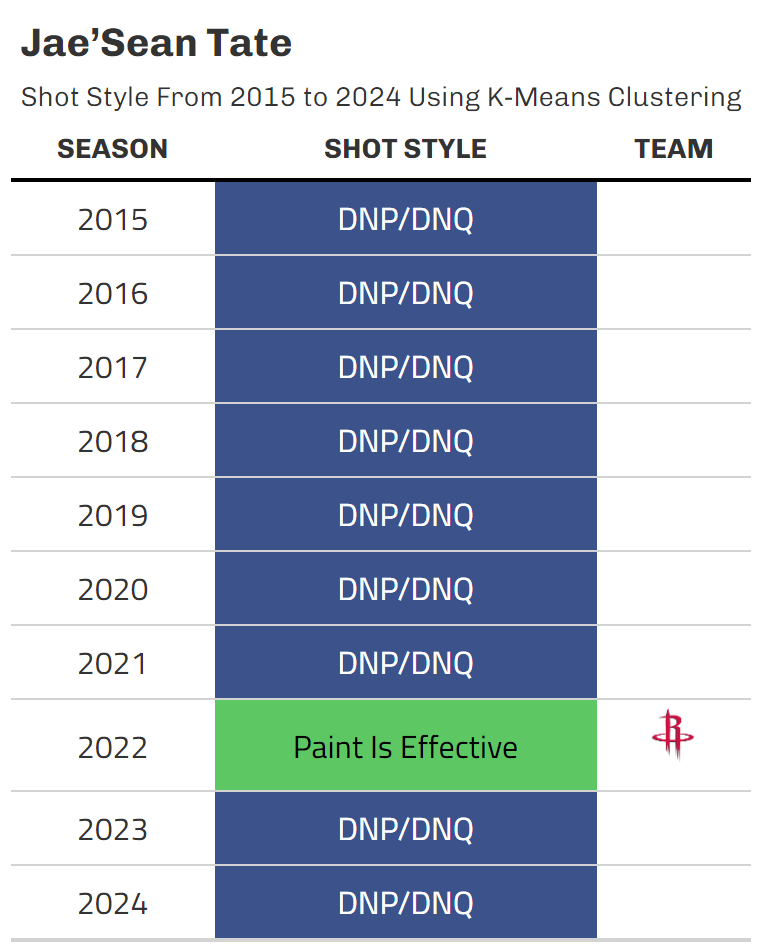 Jae’Sean Tate
Shot Style From 2015 to 2024 Using K-Means Clustering
SEASON SHOT STYLE TEAM
2015 DNP/DNQ
2016 DNP/DNQ
2017 DNP/DNQ
2018 DNP/DNQ
2019 DNP/DNQ
2020 DNP/DNQ
2021 DNP/DNQ
2022 Paint Is Effective R
2023 DNP/DNQ
2024 DNP/DNQ